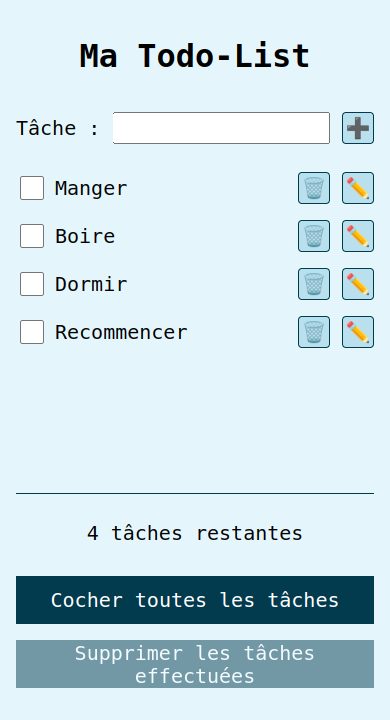 Ma Todo-List
Tâche :
Manger
Boire
Dormir
Recommencer
4 tâches restantes
Cocher toutes les tâches
Supprimer les tâches
effectuées